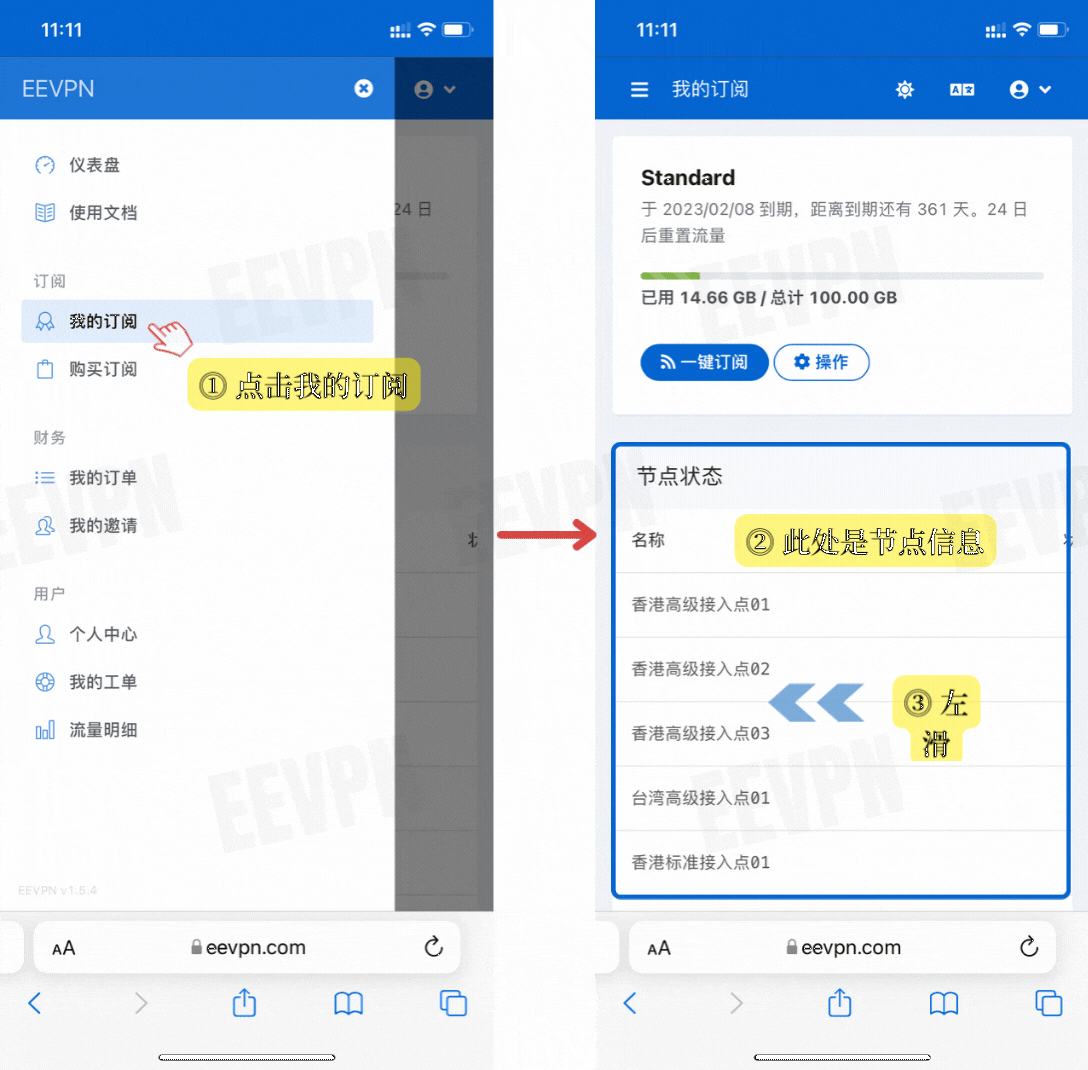 11:11
EEVPN
仪表盘
使用文档
24 日
订阅
我的订阅
购买订阅
① 点击我的订阅
财务
我的订单
我的邀请
用户
个人中心
我的工单
流量明细
EEVPN v1.5.4
AA
eevpn.com
11:11
我的订阅
Standard
于 2023/02/08 到期，距离到期还有 361 天。24 日
后重置流量
已用 14.66 GB / 总计 100.00 GB
一键订阅
操作
节点状态
名称
② 此处是节点信息
香港高级接入点01
香港高级接入点02
③ 左
滑
香港高级接入点03
台湾高级接入点01
香港标准接入点01
AA
eevpn.com
EEVPN
EEVPN
EEVPN
EEVPN
EEVPN
EEVPN